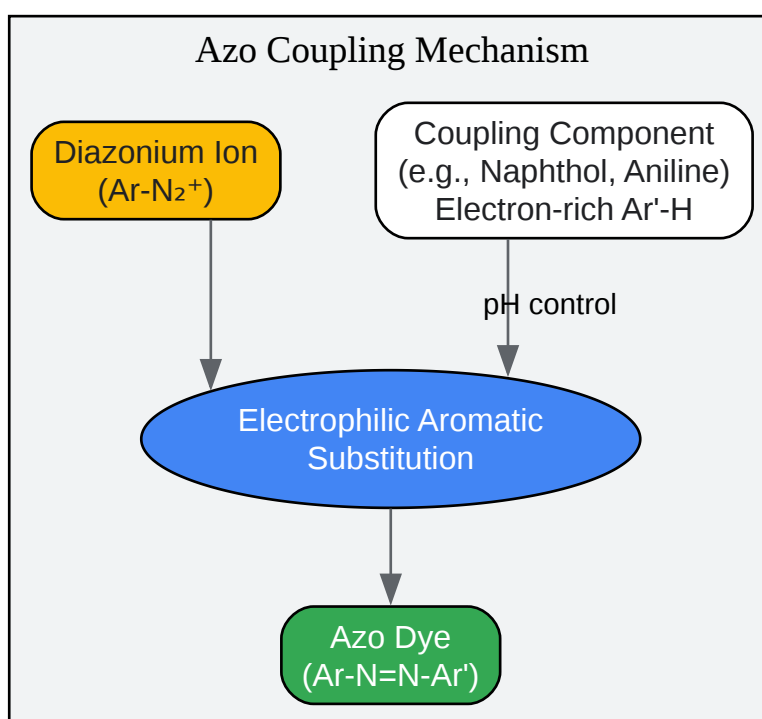 Azo Coupling Mechanism
Diazonium Ion
(Ar-N₂⁺)
Coupling Component
(e.g., Naphthol, Aniline)
Electron-rich Ar'-H
pH control
Electrophilic Aromatic
Substitution
Azo Dye
(Ar-N=N-Ar')